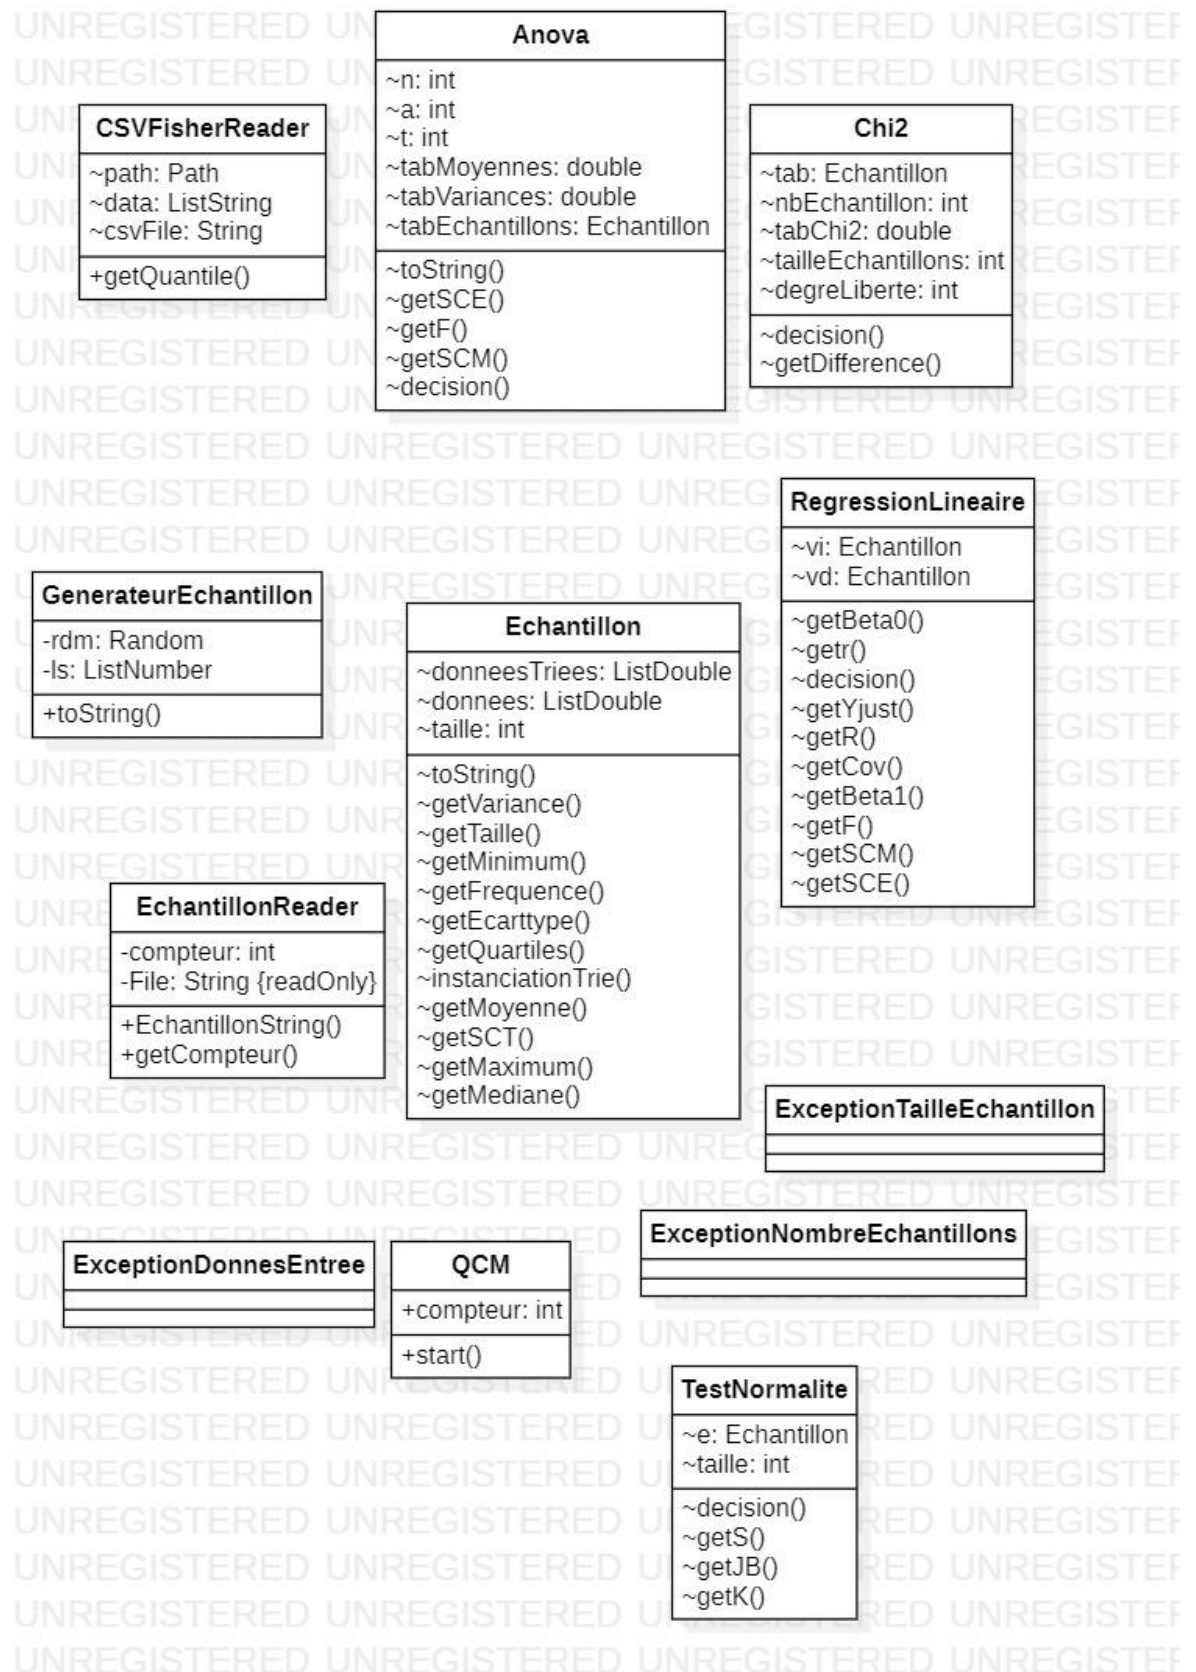 Anova
~n: int
~a: int
~t: int
~tabMoyennes: double
~tabVariances: double
~tabEchantillons: Echantillon
~toString()
~getSCE()
~getF()
~getSCM()
~decision()
CSVFisherReader
~path: Path
~data: ListString
~csvFile: String
+getQuantile()
Chi2
~tab: Echantillon
~nbEchantillon: int
~tabChi2: double
~tailleEchantillons: int
~degreLiberte: int
~decision()
~getDifference()
RegressionLineaire
~vi: Echantillon
~vd: Echantillon
~getBeta0()
~getr()
~decision()
~getYjust()
~getR()
~getCov()
~getBeta1()
~getF()
~getSCM()
~getSCE()
GenerateurEchantillon
-rdm: Random
-ls: ListNumber
+toString()
Echantillon
~donneesTriees: ListDouble
~donnees: ListDouble
~taille: int
~toString()
~getVariance()
~getTaille()
~getMinimum()
~getFrequence()
~getEcarttype()
~getQuartiles()
~instanciationTrie()
~getMoyenne()
~getSCT()
~getMaximum()
~getMediane()
EchantillonReader
-compteur: int
-File: String {readOnly}
+EchantillonString()
+getCompteur()
ExceptionTailleEchantillon
ExceptionNombreEchantillons
ExceptionDonnesEntree
QCM
+compteur: int
+start()
TestNormalite
~e: Echantillon
~taille: int
~decision()
~getS()
~getJB()
~getK()
UNREGISTERED